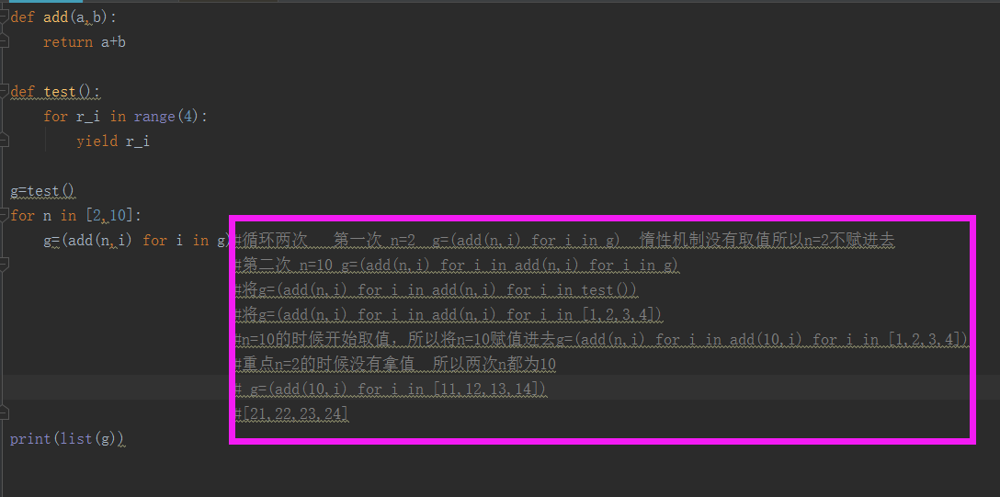 def add(a,b):
    return a+b
def test():
    for r_i in range(4):
        yield r_i
g=test()
for n in [2,10]:
    g=(add(n,i) for i in g)#循环两次   第一次 n=2  g=(add(n,i) for i in g)  惰性机制没有取值所以n=2不赋进去
#第二次 n=10 g=(add(n,i) for i in add(n,i) for i in g)
#将g=(add(n,i) for i in add(n,i) for i in test())
#将g=(add(n,i) for i in add(n,i) for i in [1,2,3,4])
#n=10的时候开始取值，所以将n=10赋值进去g=(add(n,i) for i in add(10,i) for i in [1,2,3,4])
#重点n=2的时候没有拿值  所以两次n都为10
# g=(add(10,i) for i in [11,12,13,14])
#[21,22,23,24]
print(list(g))